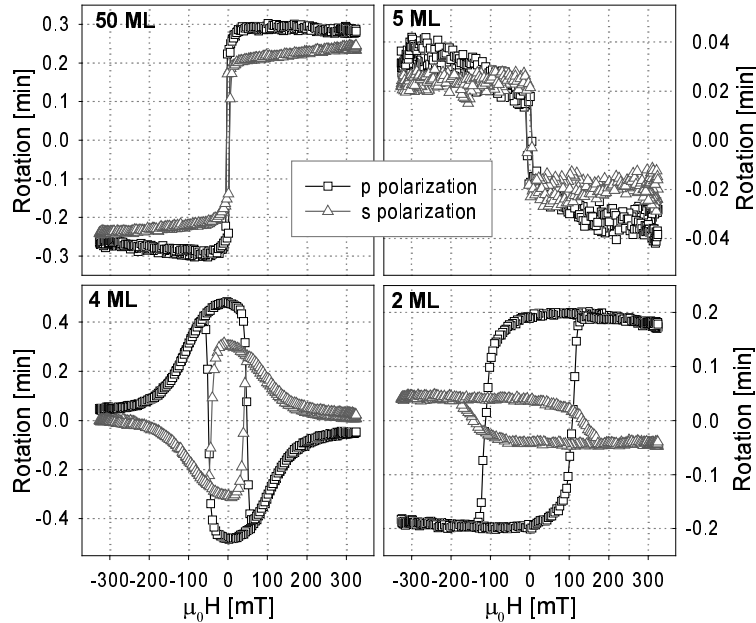 50 ML
5 ML
0.3
0.2
0.1
0.0
-0.1
-0.2
-0.3
Rotation [min]
0.04
0.02
0.00
-0.02
-0.04
Rotation [min]
p polarization
s polarization
4 ML
2 ML
0.4
0.2
0.0
-0.2
-0.4
Rotation [min]
0.2
0.1
0.0
-0.1
-0.2
Rotation [min]
-300 -200 -100 0 100 200 300
-300 -200 -100 0 100 200 300
μ₀H [mT]
μ₀H [mT]